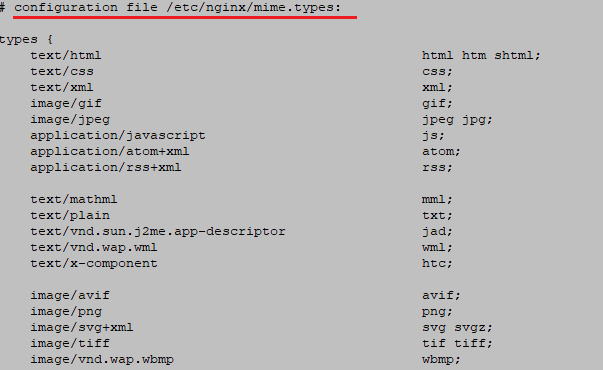 # configuration file /etc/nginx/mime.types:
types {
text/html html htm shtml;
text/css css;
text/xml xml;
image/gif gif;
image/jpeg jpeg jpg;
application/javascript js;
application/atom+xml atom;
application/rss+xml rss;
text/mathml mml;
text/plain txt;
text/vnd.sun.j2me.app-descriptor jad;
text/vnd.wap.wml wml;
text/x-component htc;
image/avif avif;
image/png png;
image/svg+xml svg svgz;
image/tiff tif tiff;
image/vnd.wap.wbmp wbmp;